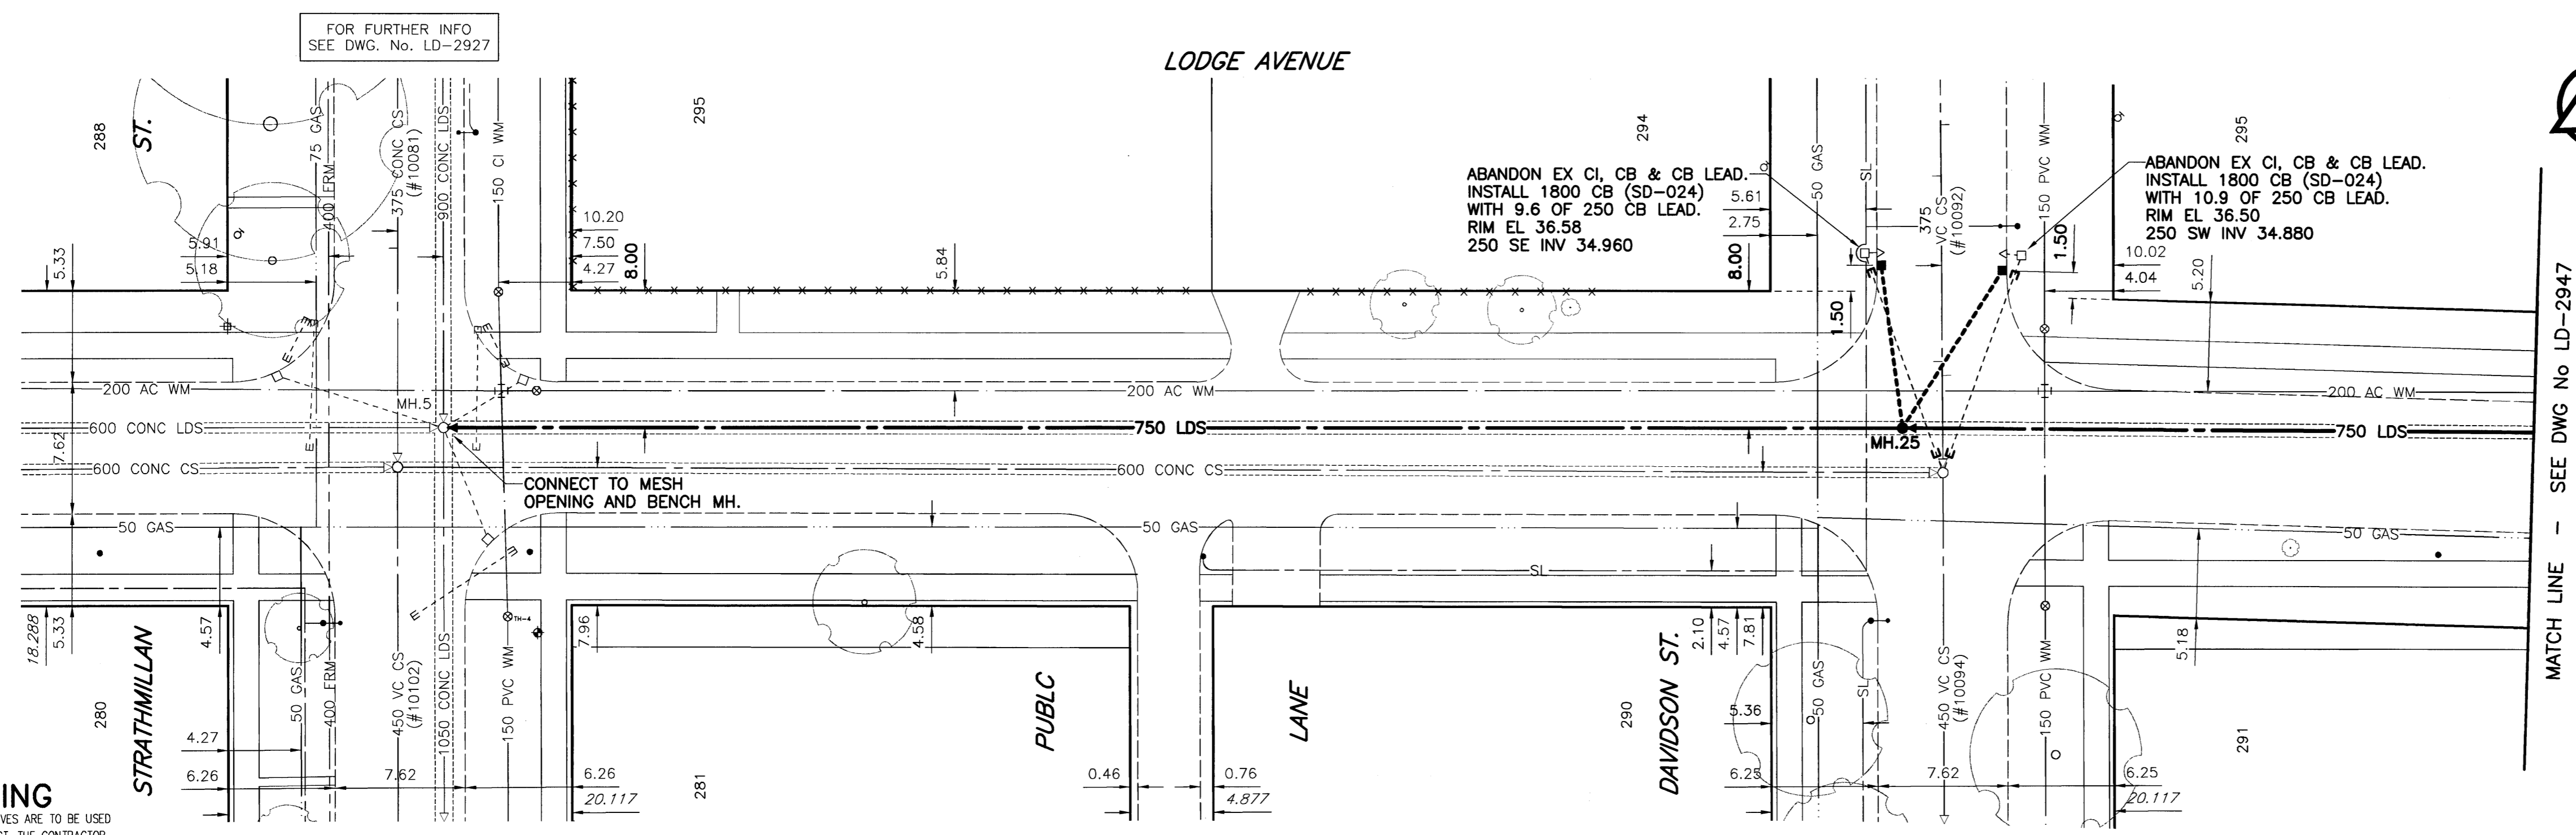 FOR FURTHER INFO
SEE DWG. No. LD-2927
LODGE AVENUE
288
ST.
75 GAS
400 FRM
375 CONC CS
(#10081)
900 CONC LDS
150 CI WM
295
294
295
5.33
5.91
5.18
10.20
7.50
4.27
8.00
5.84
ABANDON EX CI, CB & CB LEAD.
INSTALL 1800 CB (SD-024)
WITH 9.6 OF 250 CB LEAD.
RIM EL 36.58
250 SE INV 34.960
5.61
2.75
8.00
1.50
50 GAS
SL
375
VC CS
(#10092)
150 PVC WM
ABANDON EX CI, CB & CB LEAD.
INSTALL 1800 CB (SD-024)
WITH 10.9 OF 250 CB LEAD.
RIM EL 36.50
250 SW INV 34.880
1.50
10.02
4.04
5.20
200 AC WM
200 AC WM
200 AC WM
MH.5
600 CONC LDS
750 LDS
MH.25
750 LDS
7.62
600 CONC CS
600 CONC CS
CONNECT TO MESH
OPENING AND BENCH MH.
50 GAS
50 GAS
50 GAS
SL
18.288
5.33
4.57
STRATHMILLAN
280
50 GAS
400 FRM
450 VC CS
(#10102)
1050 CONC LDS
150 PVC WM
TH-4
7.96
4.58
281
PUBLC
LANE
290
DAVIDSON ST.
2.10
4.57
7.81
50 GAS
SL
450 VC CS
(#10094)
150 PVC WM
5.18
291
4.27
5.36
6.26
7.62
6.26
20.117
0.46
0.76
4.877
6.25
7.62
6.25
20.117
MATCH LINE - SEE DWG No LD-2947
ING
VES ARE TO BE USED
THE CONTRACTOR